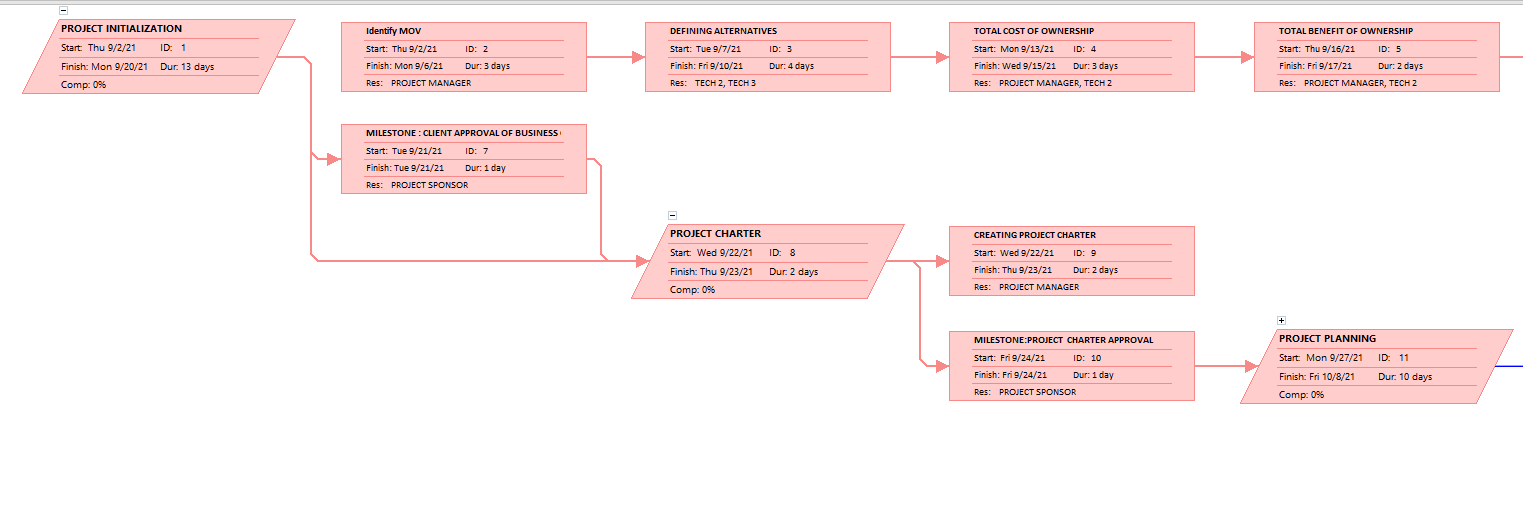 PROJECT INITIALIZATION
Start: Thu 9/2/21 ID: 1
Finish: Mon 9/20/21 Dur: 13 days
Comp: 0%
Identify MOV
Start: Thu 9/2/21 ID: 2
Finish: Mon 9/6/21 Dur: 3 days
Res: PROJECT MANAGER
DEFINING ALTERNATIVES
Start: Tue 9/7/21 ID: 3
Finish: Fri 9/10/21 Dur: 4 days
Res: TECH 2, TECH 3
TOTAL COST OF OWNERSHIP
Start: Mon 9/13/21 ID: 4
Finish: Wed 9/15/21 Dur: 3 days
Res: PROJECT MANAGER, TECH 2
TOTAL BENEFIT OF OWNERSHIP
Start: Thu 9/16/21 ID: 5
Finish: Fri 9/17/21 Dur: 2 days
Res: PROJECT MANAGER, TECH 2
MILESTONE : CLIENT APPROVAL OF BUSINESS
Start: Tue 9/21/21 ID: 7
Finish: Tue 9/21/21 Dur: 1 day
Res: PROJECT SPONSOR
PROJECT CHARTER
Start: Wed 9/22/21 ID: 8
Finish: Thu 9/23/21 Dur: 2 days
Comp: 0%
CREATING PROJECT CHARTER
Start: Wed 9/22/21 ID: 9
Finish: Thu 9/23/21 Dur: 2 days
Res: PROJECT MANAGER
MILESTONE:PROJECT CHARTER APPROVAL
Start: Fri 9/24/21 ID: 10
Finish: Fri 9/24/21 Dur: 1 day
Res: PROJECT SPONSOR
PROJECT PLANNING
Start: Mon 9/27/21 ID: 11
Finish: Fri 10/8/21 Dur: 10 days
Comp: 0%